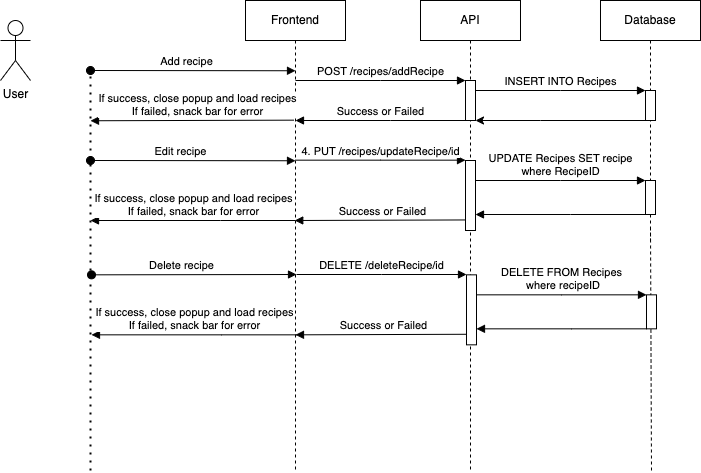 Frontend
API
Database
User
Add recipe
POST /recipes/addRecipe
INSERT INTO Recipes
If success, close popup and load recipes
If failed, snack bar for error
Success or Failed
Edit recipe
4. PUT /recipes/updateRecipe/id
UPDATE Recipes SET recipe
where RecipeID
If success, close popup and load recipes
If failed, snack bar for error
Success or Failed
Delete recipe
DELETE /deleteRecipe/id
DELETE FROM Recipes
where recipeID
If success, close popup and load recipes
If failed, snack bar for error
Success or Failed